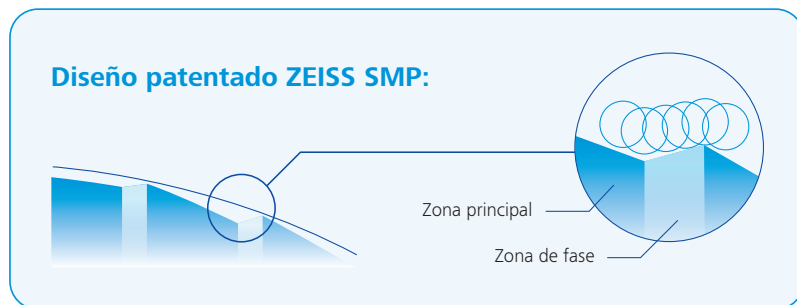 Diseño patentado ZEISS SMP:
Zona principal
Zona de fase